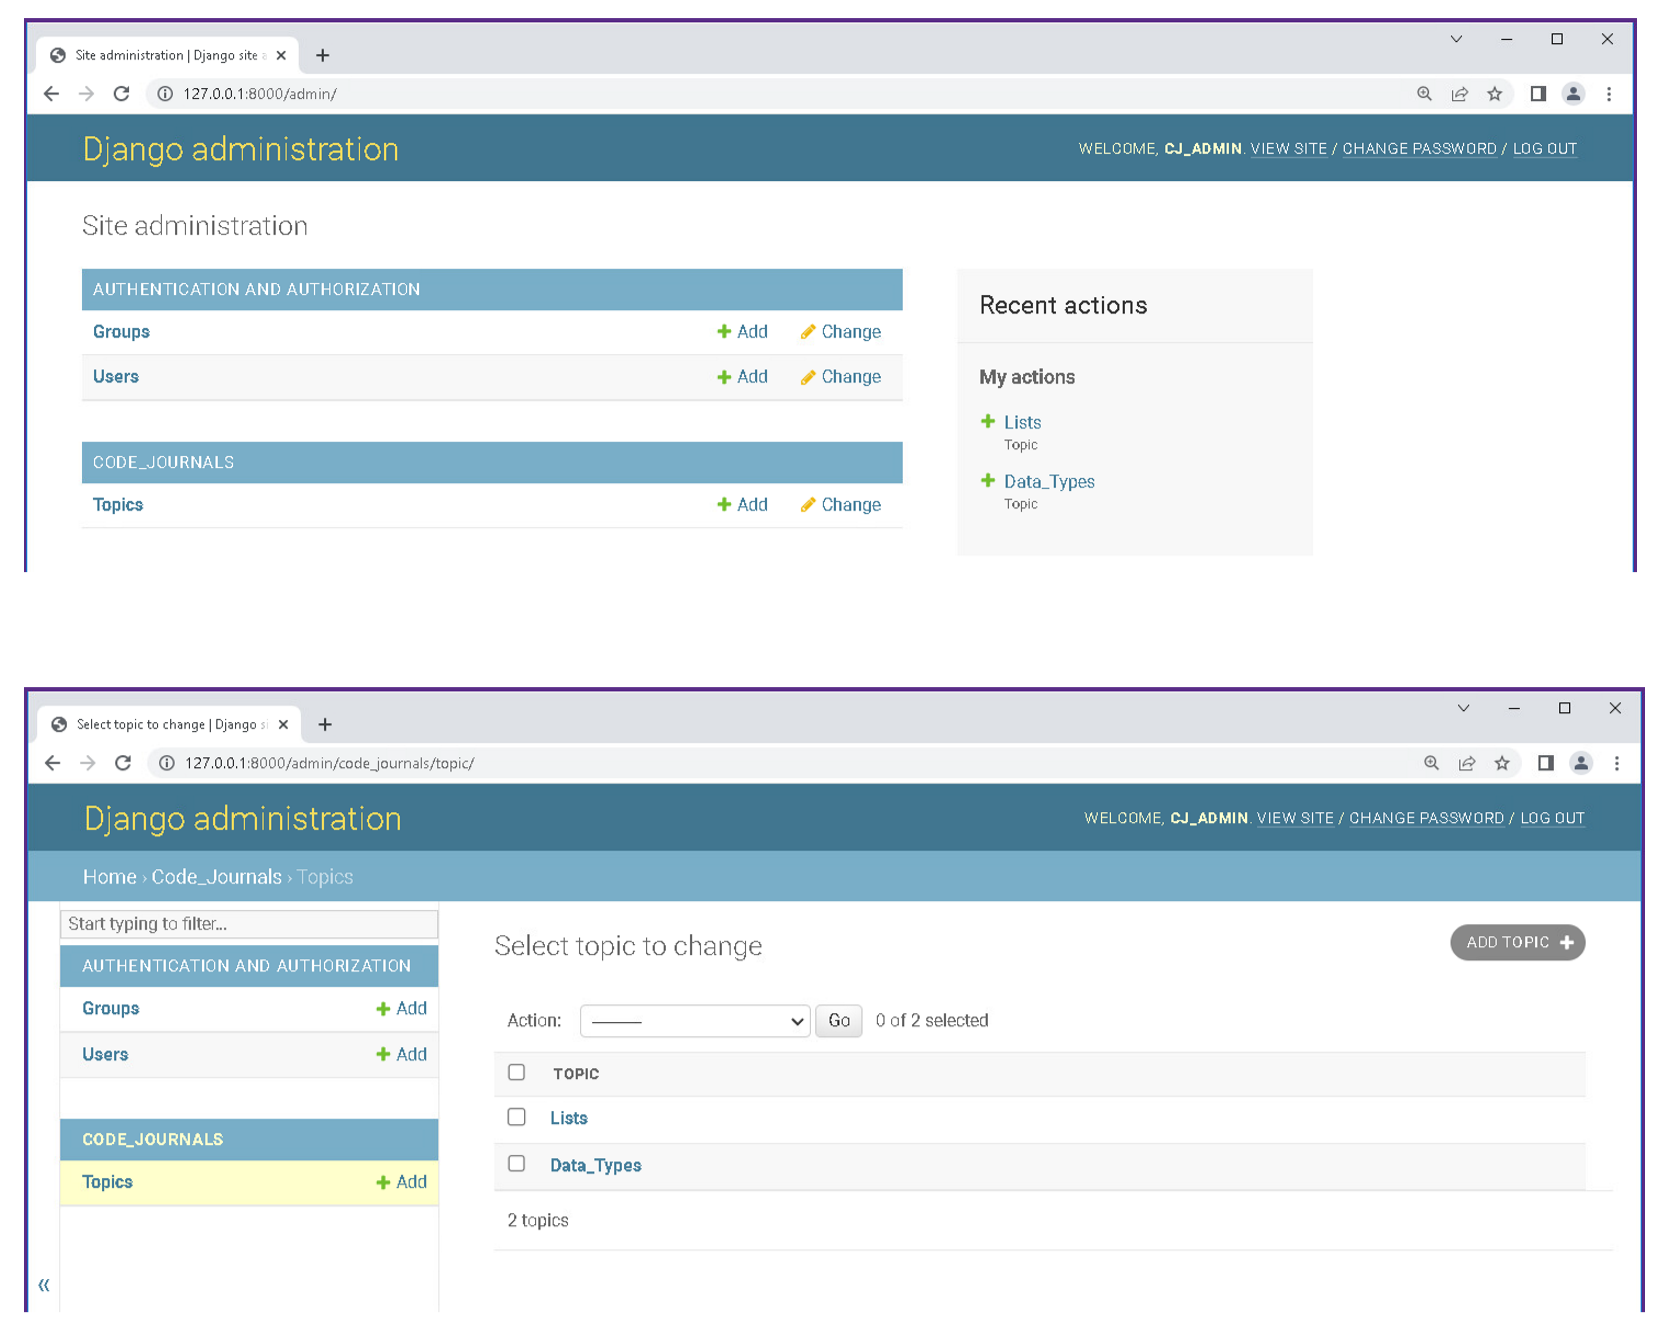 Site administration | Django site a
127.0.0.1:8000/admin/
Django administration
WELCOME, CJ_ADMIN. VIEW SITE / CHANGE PASSWORD / LOG OUT
Site administration
AUTHENTICATION AND AUTHORIZATION
Groups Add Change
Users Add Change
CODE_JOURNALS
Topics Add Change
Recent actions
My actions
Lists
Topic
Data_Types
Topic
Select topic to change | Django si
127.0.0.1:8000/admin/code_journals/topic/
Django administration
WELCOME, CJ_ADMIN. VIEW SITE / CHANGE PASSWORD / LOG OUT
Home › Code_Journals › Topics
Start typing to filter...
AUTHENTICATION AND AUTHORIZATION
Groups Add
Users Add
CODE_JOURNALS
Topics Add
Select topic to change
ADD TOPIC
Action: --------- Go 0 of 2 selected
TOPIC
Lists
Data_Types
2 topics